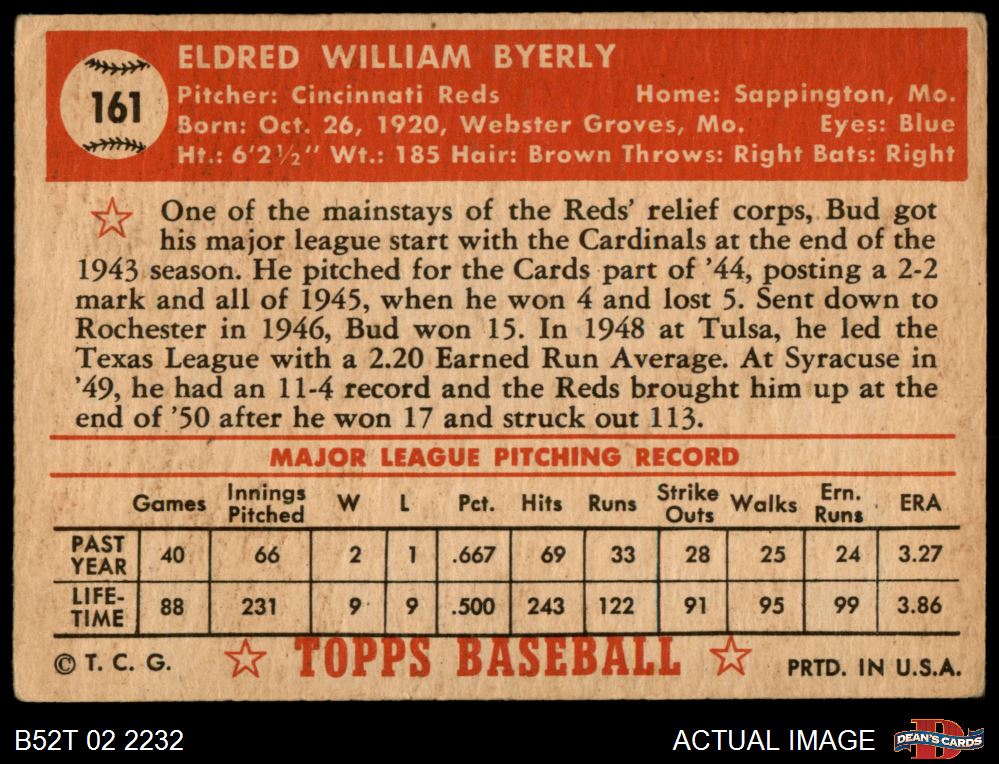 161
ELDRED WILLIAM BYERLY
Pitcher: Cincinnati Reds Home: Sappington, Mo.
Born: Oct. 26, 1920, Webster Groves, Mo. Eyes: Blue
Ht.: 6'2½" Wt.: 185 Hair: Brown Throws: Right Bats: Right
One of the mainstays of the Reds' relief corps, Bud got
his major league start with the Cardinals at the end of the
1943 season. He pitched for the Cards part of '44, posting a 2-2
mark and all of 1945, when he won 4 and lost 5. Sent down to
Rochester in 1946, Bud won 15. In 1948 at Tulsa, he led the
Texas League with a 2.20 Earned Run Average. At Syracuse in
'49, he had an 11-4 record and the Reds brought him up at the
end of '50 after he won 17 and struck out 113.
MAJOR LEAGUE PITCHING RECORD
Games Innings Pitched W L Pct. Hits Runs Strike Outs Walks Ern. Runs ERA
PAST YEAR 40 66 2 1 .667 69 33 28 25 24 3.27
LIFE-TIME 88 231 9 9 .500 243 122 91 95 99 3.86
© T. C. G. TOPPS BASEBALL PRTD. IN U.S.A.
B52T 02 2232 ACTUAL IMAGE DEAN'S CARDS